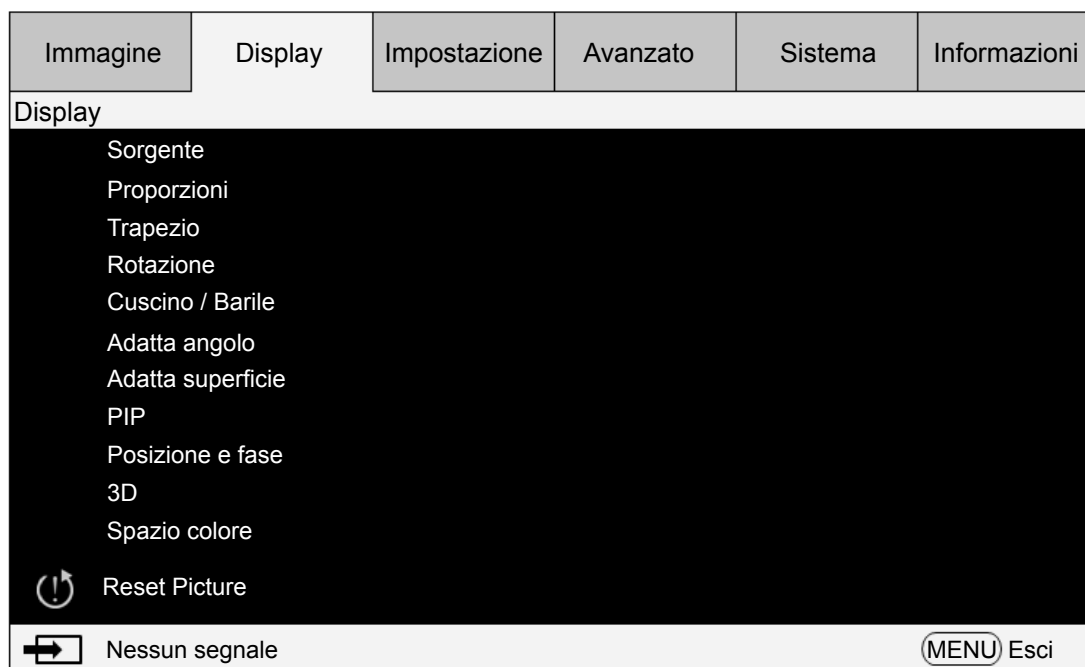 Immagine Display Impostazione Avanzato Sistema Informazioni
Display
Sorgente
Proporzioni
Trapezio
Rotazione
Cuscino / Barile
Adatta angolo
Adatta superficie
PIP
Posizione e fase
3D
Spazio colore
Reset Picture
Nessun segnale MENU Esci